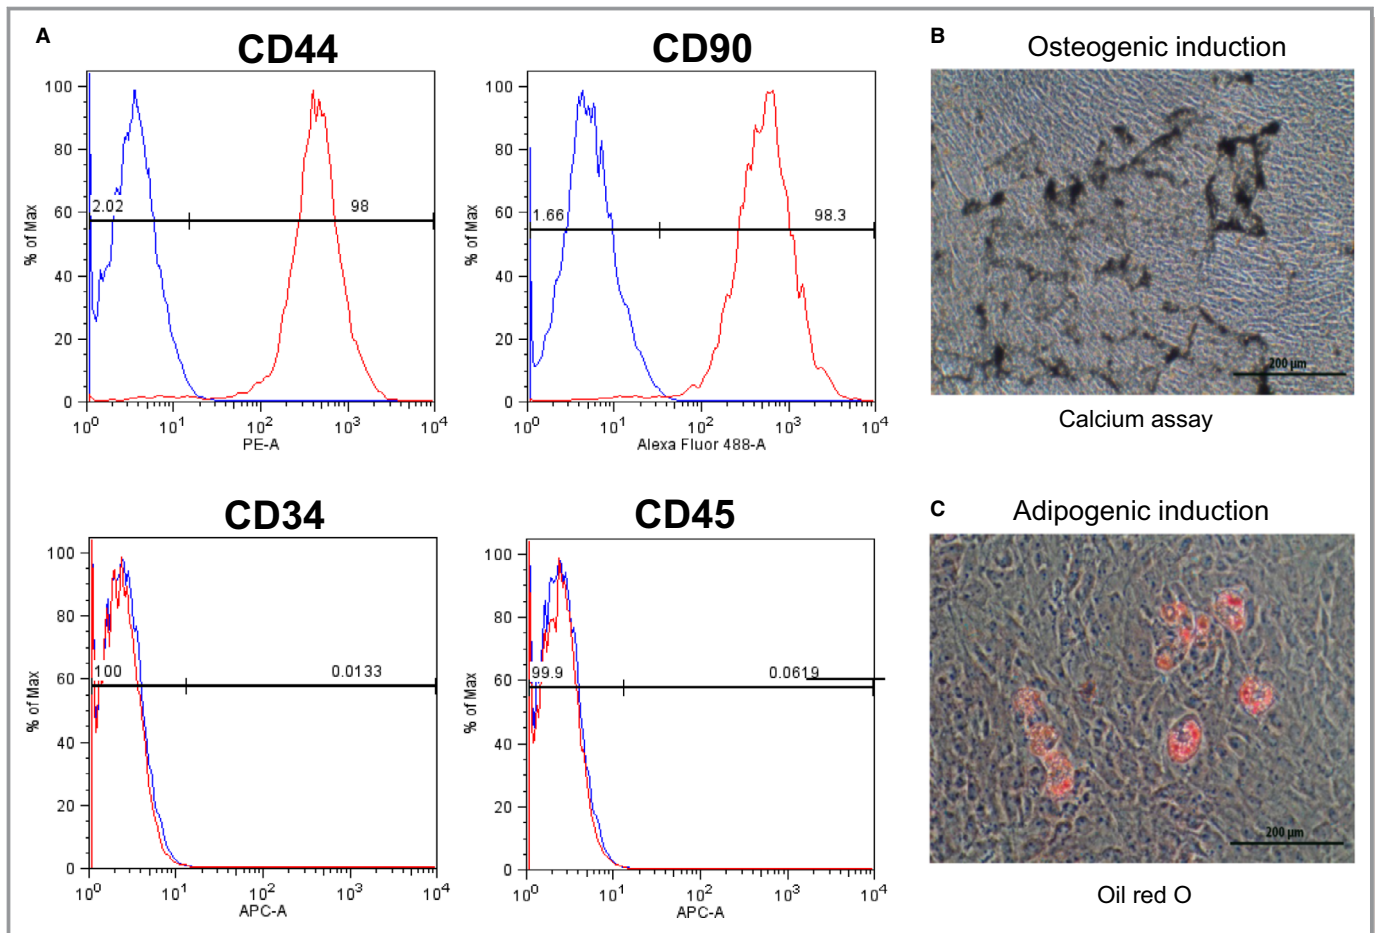 A
CD44
100
80
60
40
20
0
% of Max
2.02
98
10^0 10^1 10^2 10^3 10^4
PE-A
CD90
100
80
60
40
20
0
% of Max
1.66
98.3
10^0 10^1 10^2 10^3 10^4
Alexa Fluor 488-A
B
Osteogenic induction
200 µm
Calcium assay
CD34
100
80
60
40
20
0
% of Max
100
0.0133
10^0 10^1 10^2 10^3 10^4
APC-A
CD45
100
80
60
40
20
0
% of Max
99.9
0.0619
10^0 10^1 10^2 10^3 10^4
APC-A
C
Adipogenic induction
200 µm
Oil red O